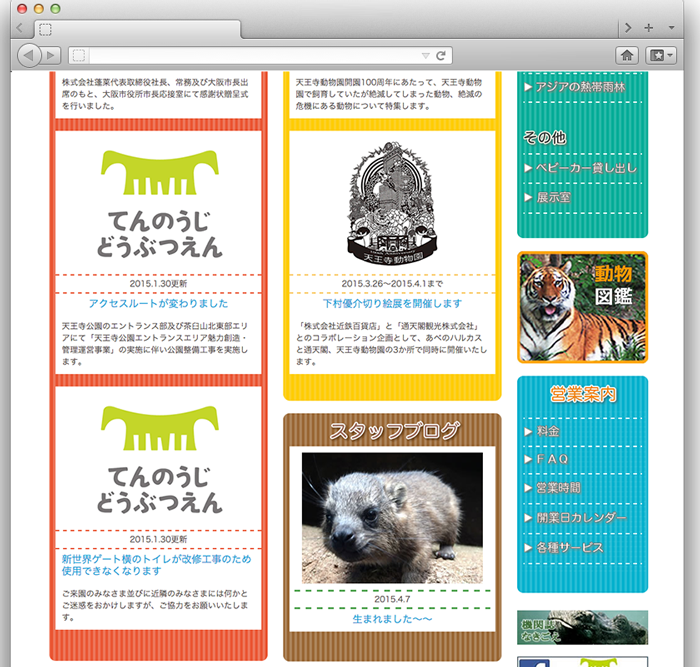 株式会社蓬莱代表取締役社長、常務及び大阪市長出
席のもと、大阪市役所市長応接室にて感謝状贈呈式
を行いました。
てんのうじ
どうぶつえん
2015.1.30更新
アクセスルートが変わりました
天王寺公園のエントランス部及び茶臼山北東部エリ
アにて「天王寺公園エントランスエリア魅力創造・
管理運営事業」の実施に伴い公園整備工事を実施し
ます。
てんのうじ
どうぶつえん
2015.1.30更新
新世界ゲート横のトイレが改修工事のため
使用できなくなります
ご来園のみなさま並びに近隣のみなさまには何かと
ご迷惑をおかけしますが、ご協力をお願いいたしま
す。
天王寺動物園開園100周年にあたって、天王寺動物
園で飼育していたが絶滅してしまった動物、絶滅の
危機にある動物について特集します。
天王寺動物園
2015.3.26〜2015.4.1まで
下村優介切り絵展を開催します
「株式会社近鉄百貨店」と「通天閣観光株式会社」
とのコラボレーション企画として、あべのハルカス
と通天閣、天王寺動物園の3か所で同時に開催いたし
ます。
スタッフブログ
2015.4.7
生まれました〜〜
▶ アジアの熱帯雨林
その他
▶ ベビーカー貸し出し
▶ 展示室
動物
図鑑
営業案内
▶ 料金
▶ ＦＡＱ
▶ 営業時間
▶ 開業日カレンダー
▶ 各種サービス
機関誌
なきごえ